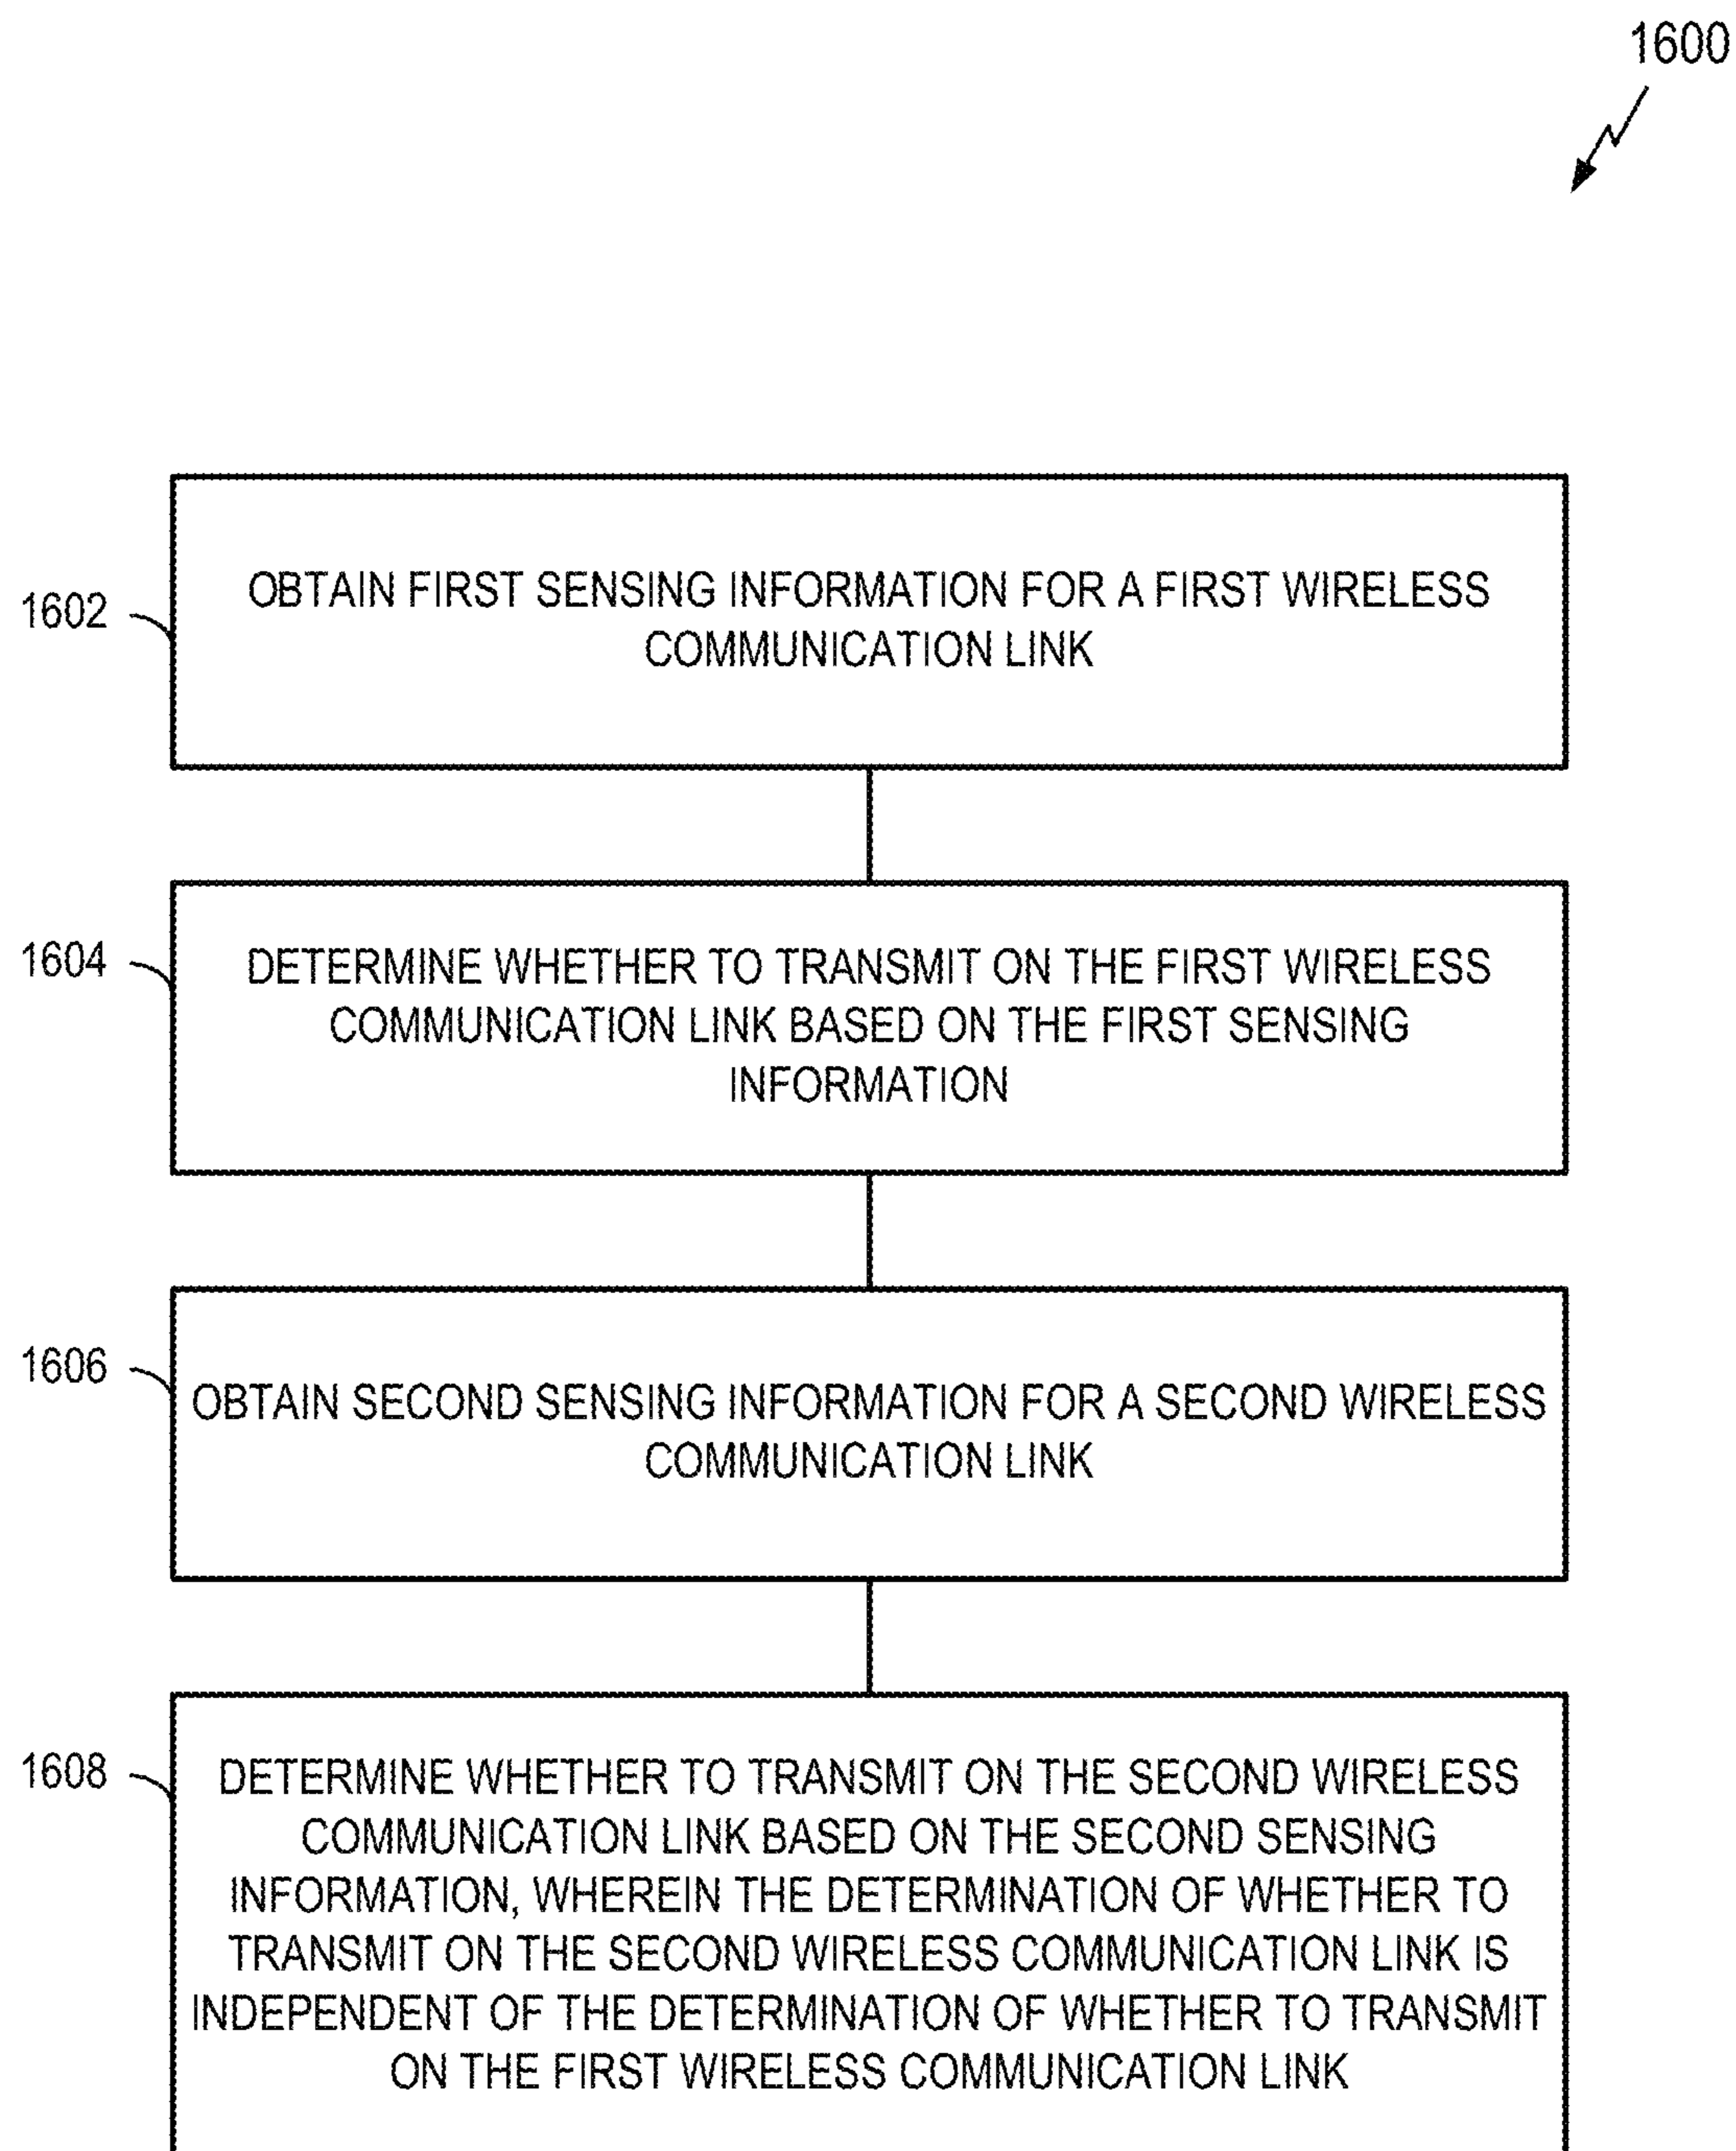 1600
1602
OBTAIN FIRST SENSING INFORMATION FOR A FIRST WIRELESS
COMMUNICATION LINK
1604
DETERMINE WHETHER TO TRANSMIT ON THE FIRST WIRELESS
COMMUNICATION LINK BASED ON THE FIRST SENSING
INFORMATION
1606
OBTAIN SECOND SENSING INFORMATION FOR A SECOND WIRELESS
COMMUNICATION LINK
1608
DETERMINE WHETHER TO TRANSMIT ON THE SECOND WIRELESS
COMMUNICATION LINK BASED ON THE SECOND SENSING
INFORMATION, WHEREIN THE DETERMINATION OF WHETHER TO
TRANSMIT ON THE SECOND WIRELESS COMMUNICATION LINK IS
INDEPENDENT OF THE DETERMINATION OF WHETHER TO TRANSMIT
ON THE FIRST WIRELESS COMMUNICATION LINK